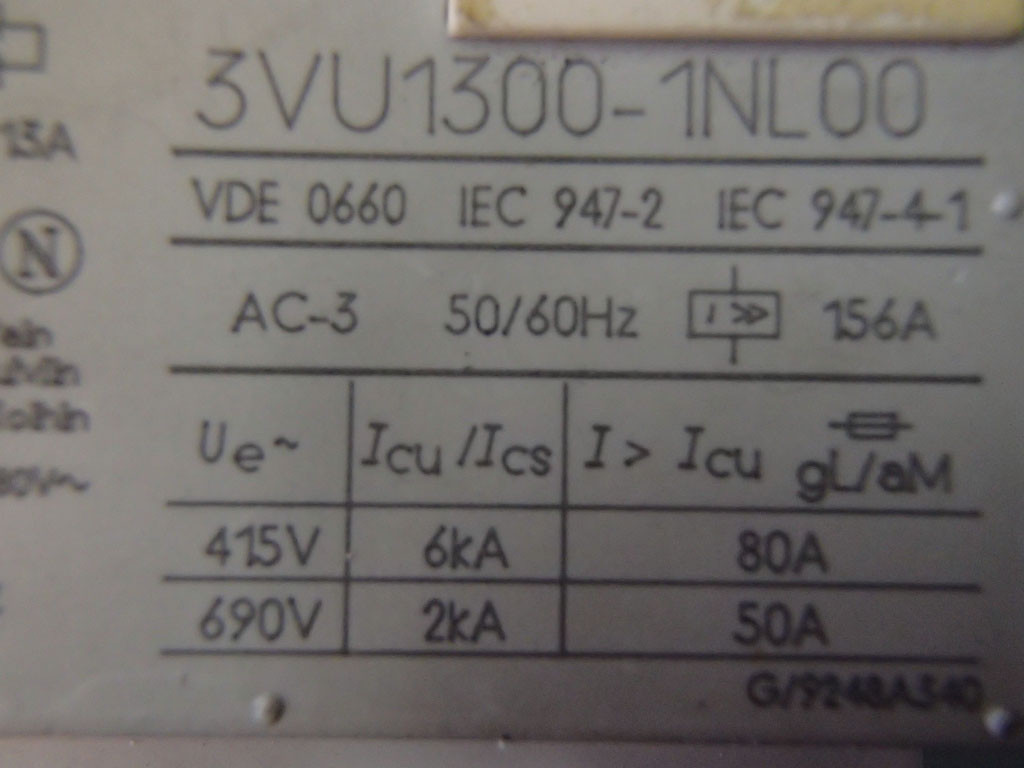 3VU1300-1NL00
13A
VDE 0660 IEC 947-2 IEC 947-4-1
N
AC-3 50/60Hz I >> 156A
Ue~ Icu/Ics I > Icu gL/aM
415V 6kA 80A
690V 2kA 50A